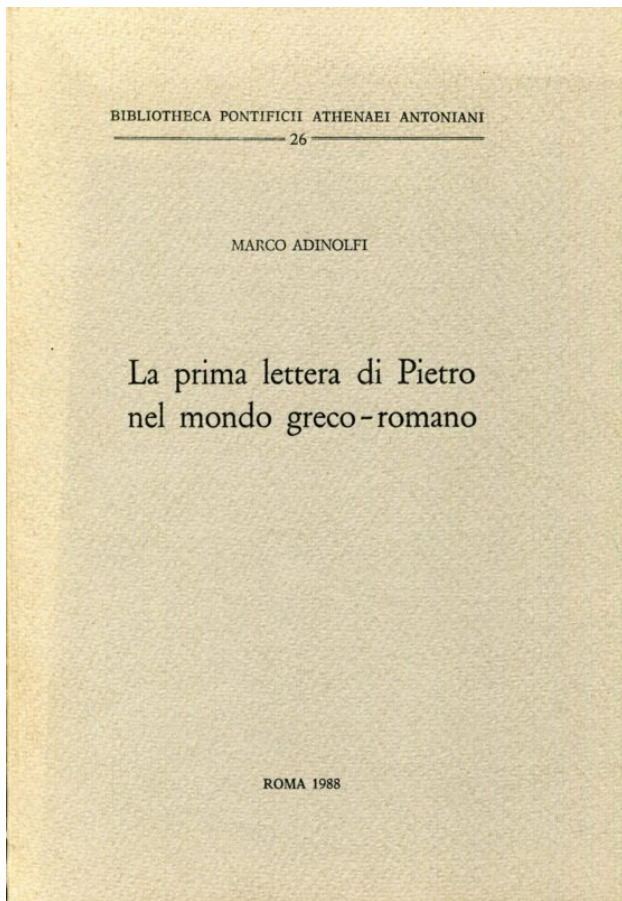 BIBLIOTHECA PONTIFICII ATHENAEI ANTONIANI
26
MARCO ADINOLFI
La prima lettera di Pietro
nel mondo greco-romano
ROMA 1988